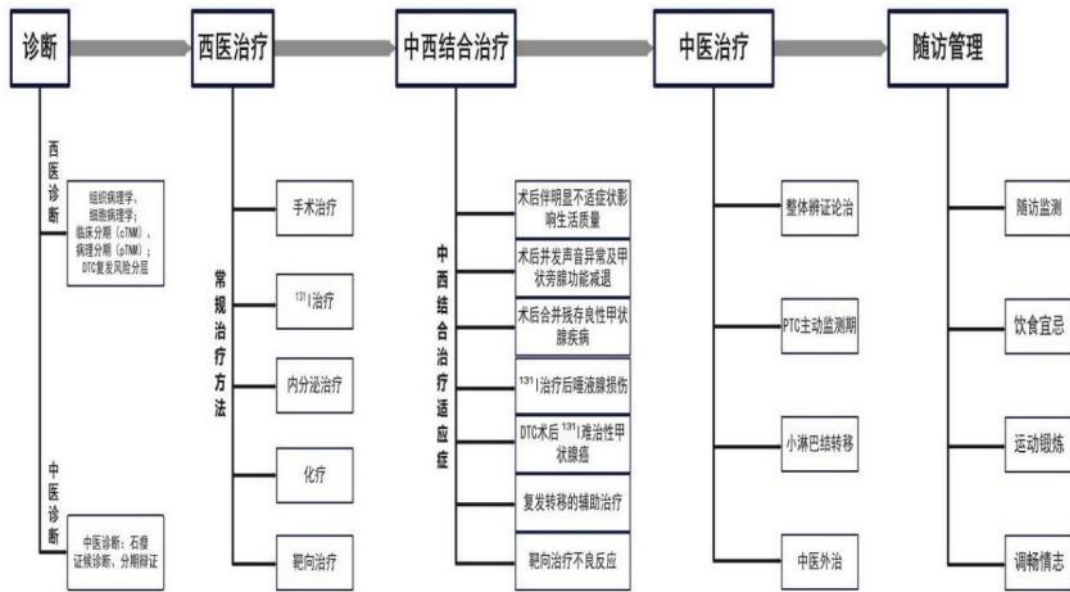 诊断
西医治疗
中西结合治疗
中医治疗
随访管理
西医诊断
组织病理学、
细胞病理学；
临床分期（cTNM）、
病理分期（pTNM）；
DTC复发风险分层
中医诊断
中医诊断：石瘿
证候诊断、分期辩证
常规治疗方法
手术治疗
¹³¹I治疗
内分泌治疗
化疗
靶向治疗
中西结合治疗适应症
术后伴明显不适症状影
响生活质量
术后并发声音异常及甲
状旁腺功能减退
术后合并残存良性甲状
腺疾病
¹³¹I治疗后唾液腺损伤
DTC术后¹³¹I难治性甲
状腺癌
复发转移的辅助治疗
靶向治疗不良反应
整体辨证论治
PTC主动监测期
小淋巴结转移
中医外治
随访监测
饮食宜忌
运动锻炼
调畅情志